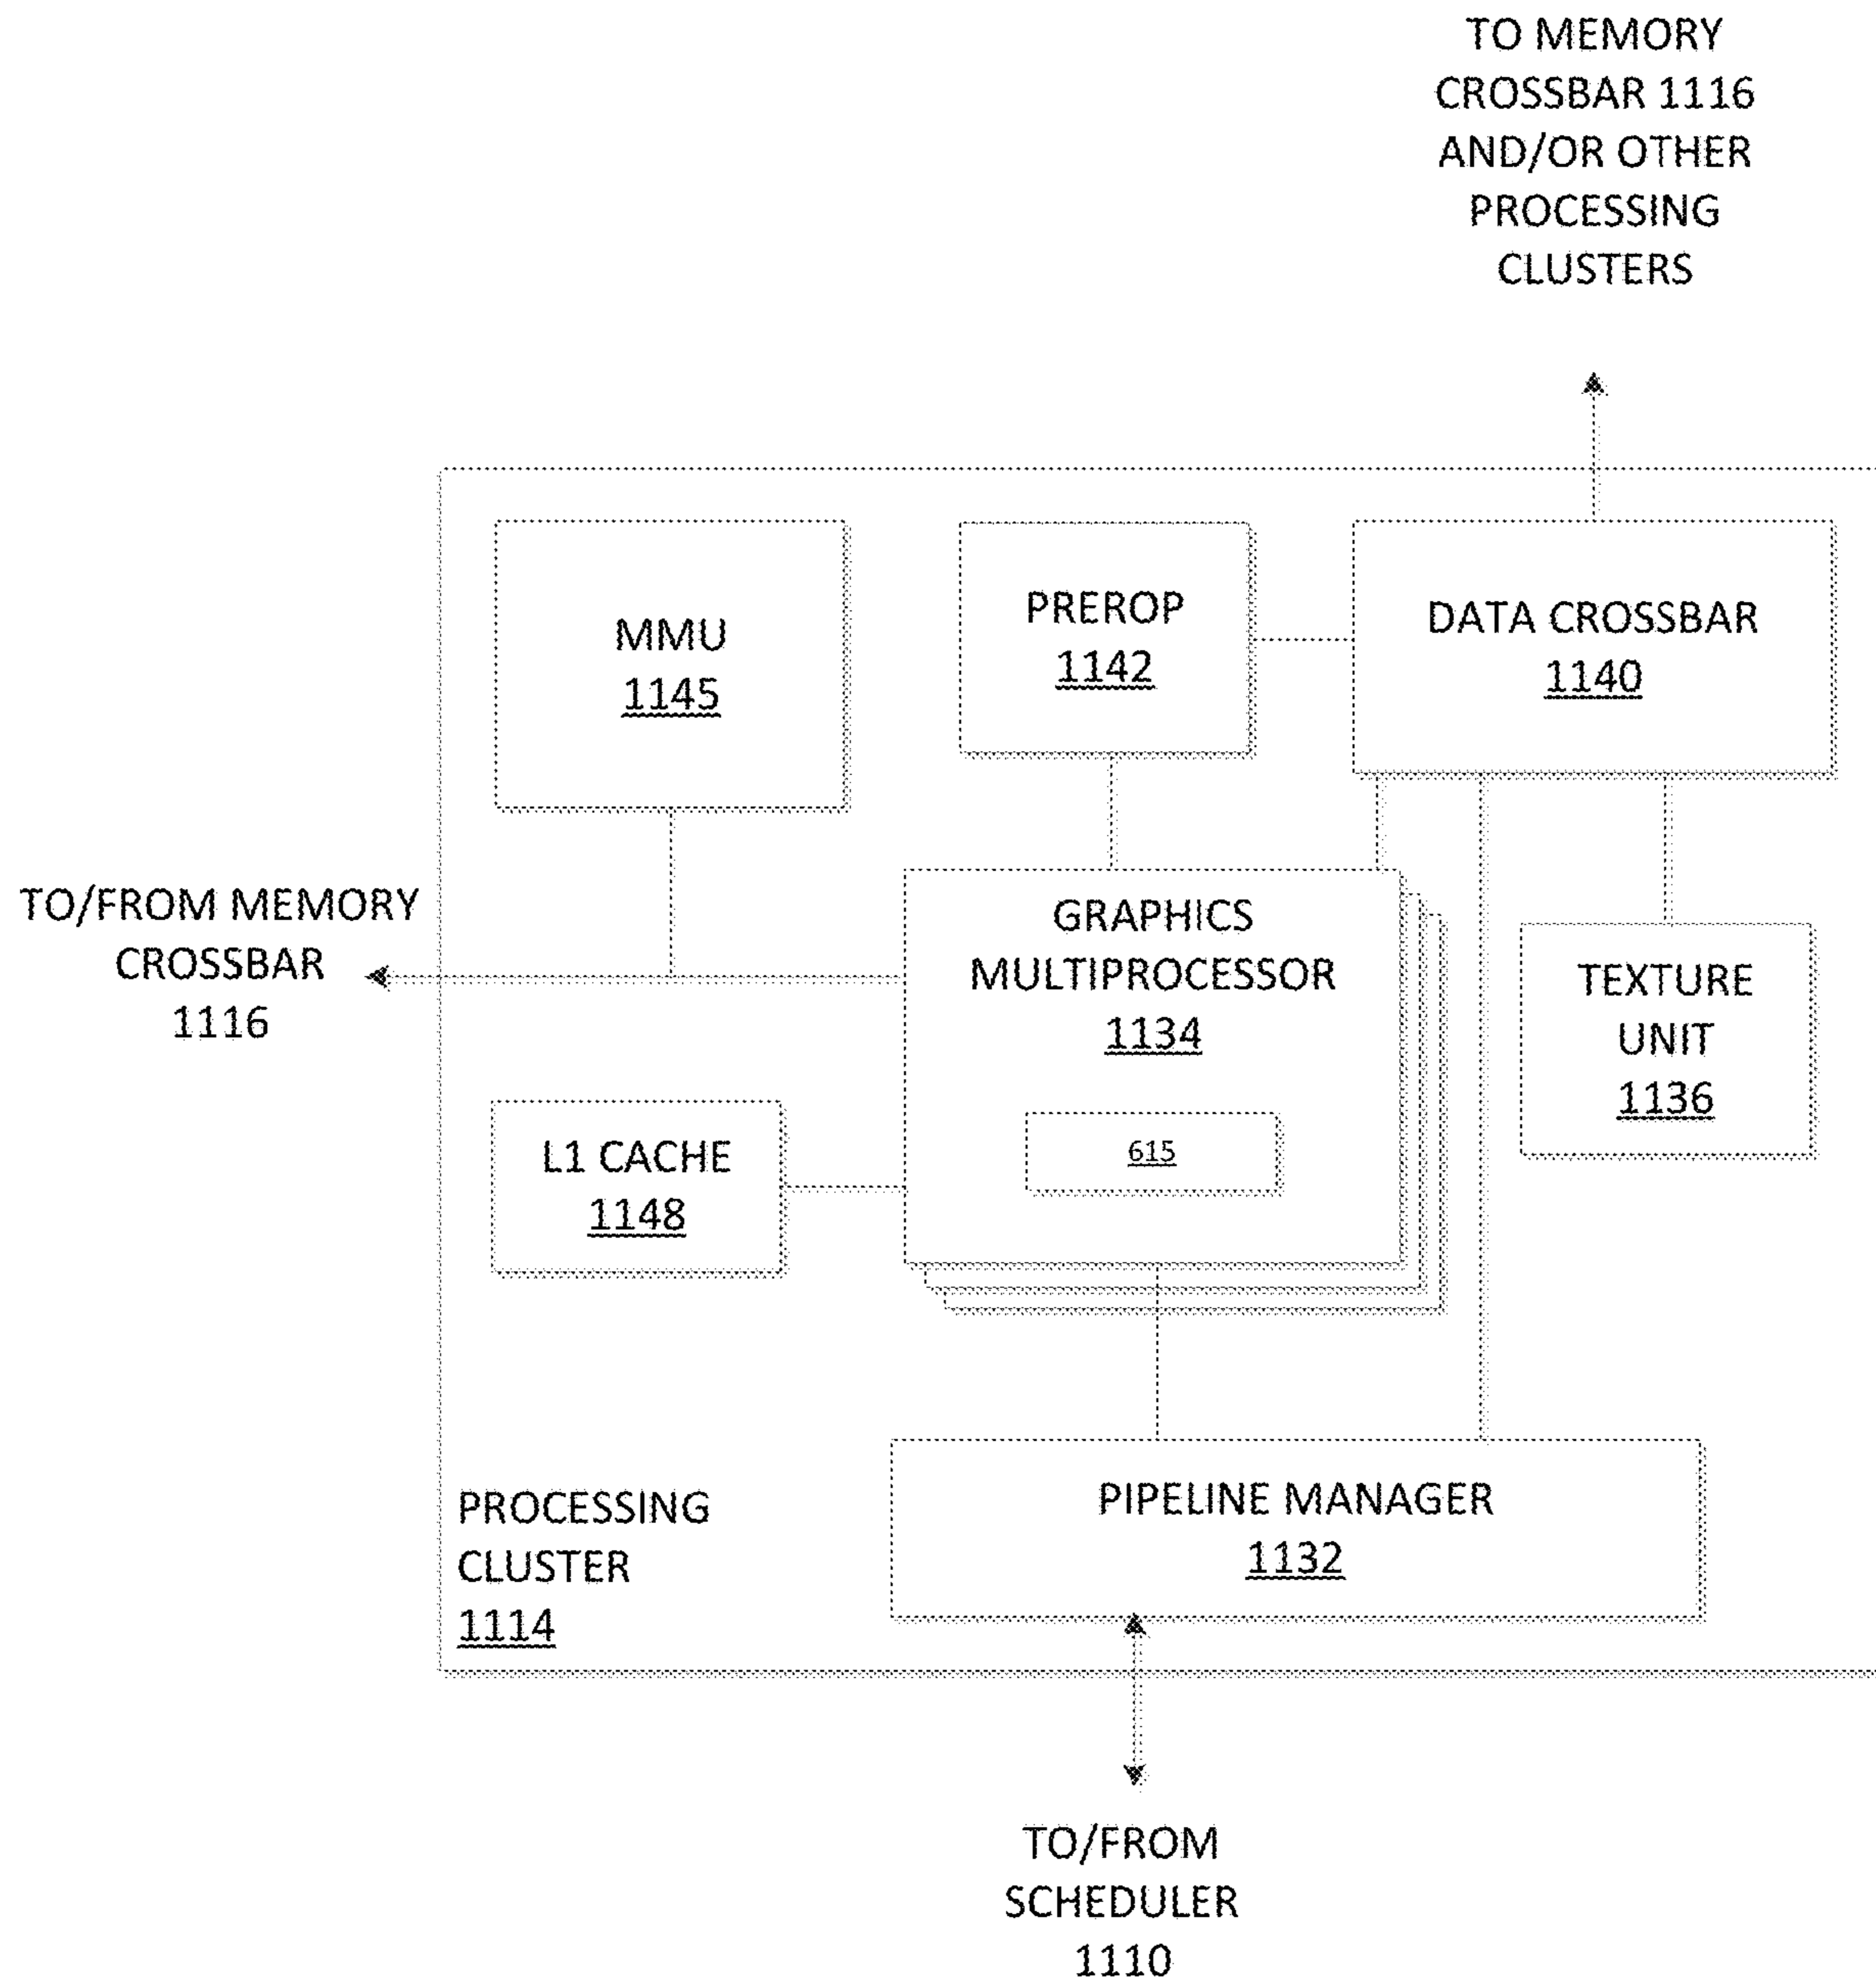 TO MEMORY
CROSSBAR 1116
AND/OR OTHER
PROCESSING
CLUSTERS
MMU
1145
PREROP
1142
DATA CROSSBAR
1140
TO/FROM MEMORY
CROSSBAR
1116
GRAPHICS
MULTIPROCESSOR
1134
615
TEXTURE
UNIT
1136
L1 CACHE
1148
PIPELINE MANAGER
1132
PROCESSING
CLUSTER
1114
TO/FROM
SCHEDULER
1110